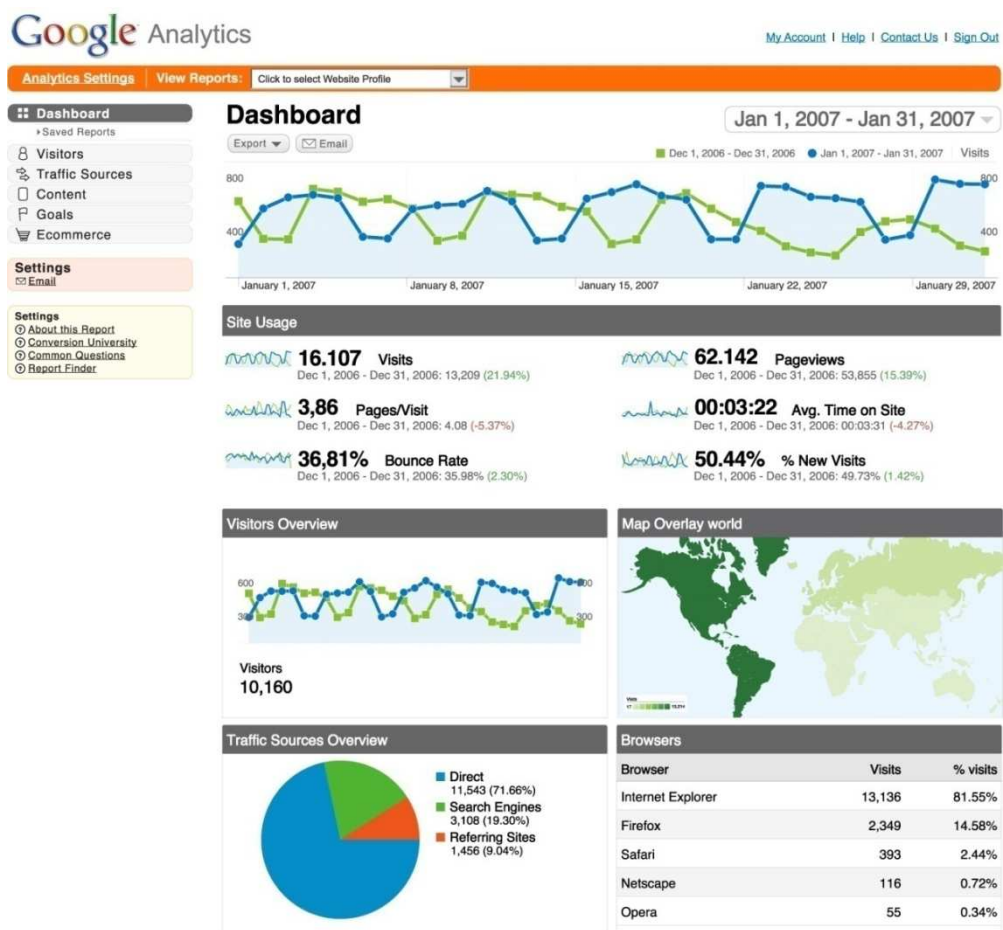 Google Analytics
My Account | Help | Contact Us | Sign Out
Analytics Settings | View Reports: Click to select Website Profile
Dashboard
Saved Reports
Visitors
Traffic Sources
Content
Goals
Ecommerce
Settings
Email
Settings
About this Report
Conversion University
Common Questions
Report Finder
Dashboard
Jan 1, 2007 - Jan 31, 2007
Export Email
Dec 1, 2006 - Dec 31, 2006 Jan 1, 2007 - Jan 31, 2007 Visits
800 800
400 400
January 1, 2007 January 8, 2007 January 15, 2007 January 22, 2007 January 29, 2007
Site Usage
16.107 Visits
Dec 1, 2006 - Dec 31, 2006: 13,209 (21.94%)
62.142 Pageviews
Dec 1, 2006 - Dec 31, 2006: 53,855 (15.39%)
3,86 Pages/Visit
Dec 1, 2006 - Dec 31, 2006: 4.08 (-5.37%)
00:03:22 Avg. Time on Site
Dec 1, 2006 - Dec 31, 2006: 00:03:31 (-4.27%)
36,81% Bounce Rate
Dec 1, 2006 - Dec 31, 2006: 35.98% (2.30%)
50.44% % New Visits
Dec 1, 2006 - Dec 31, 2006: 49.73% (1.42%)
Visitors Overview
600
300
Visitors
10,160
Map Overlay world
Traffic Sources Overview
Direct
11,543 (71.66%)
Search Engines
3,108 (19.30%)
Referring Sites
1,456 (9.04%)
Browsers
Browser Visits % visits
Internet Explorer 13,136 81.55%
Firefox 2,349 14.58%
Safari 393 2.44%
Netscape 116 0.72%
Opera 55 0.34%